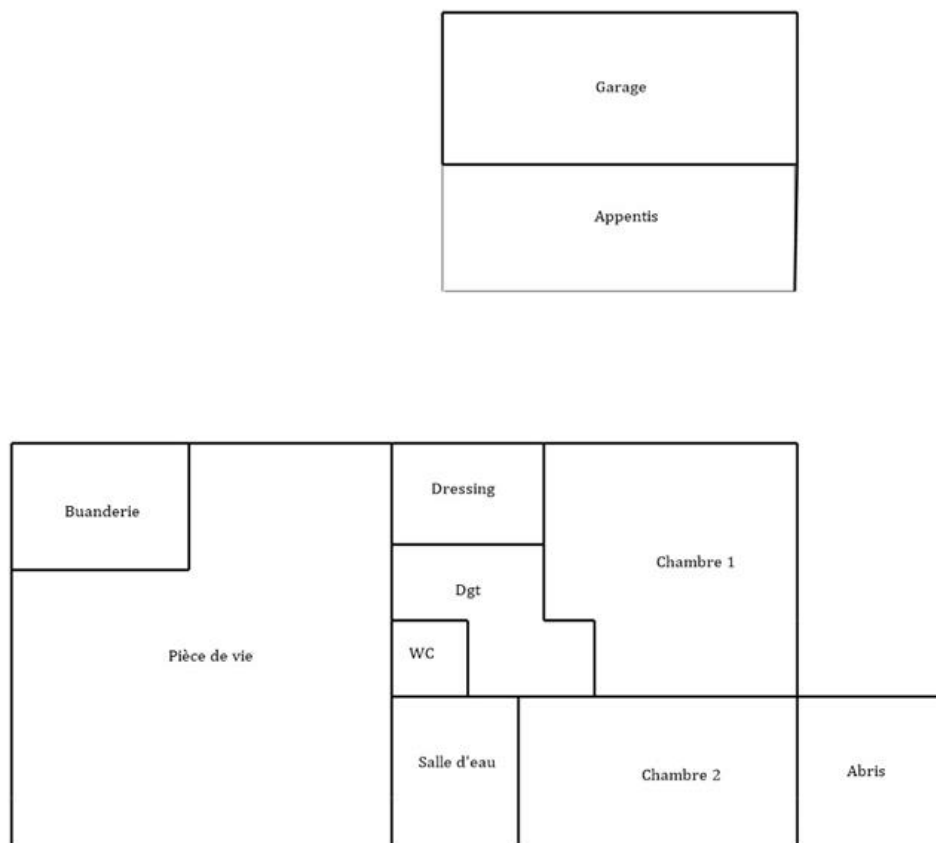 Garage
Appentis
Buanderie
Dressing
Chambre 1
Dgt
Pièce de vie
WC
Salle d'eau
Chambre 2
Abris